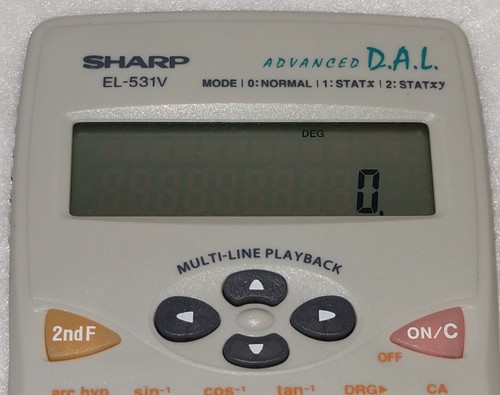 SHARP
EL-531V
ADVANCED D.A.L.
MODE | 0: NORMAL | 1: STATx | 2: STATxy
DEG
0.
MULTI-LINE PLAYBACK
2ndF
ON/C
OFF
arc hyp sin⁻¹ cos⁻¹ tan⁻¹ DRG▸ CA